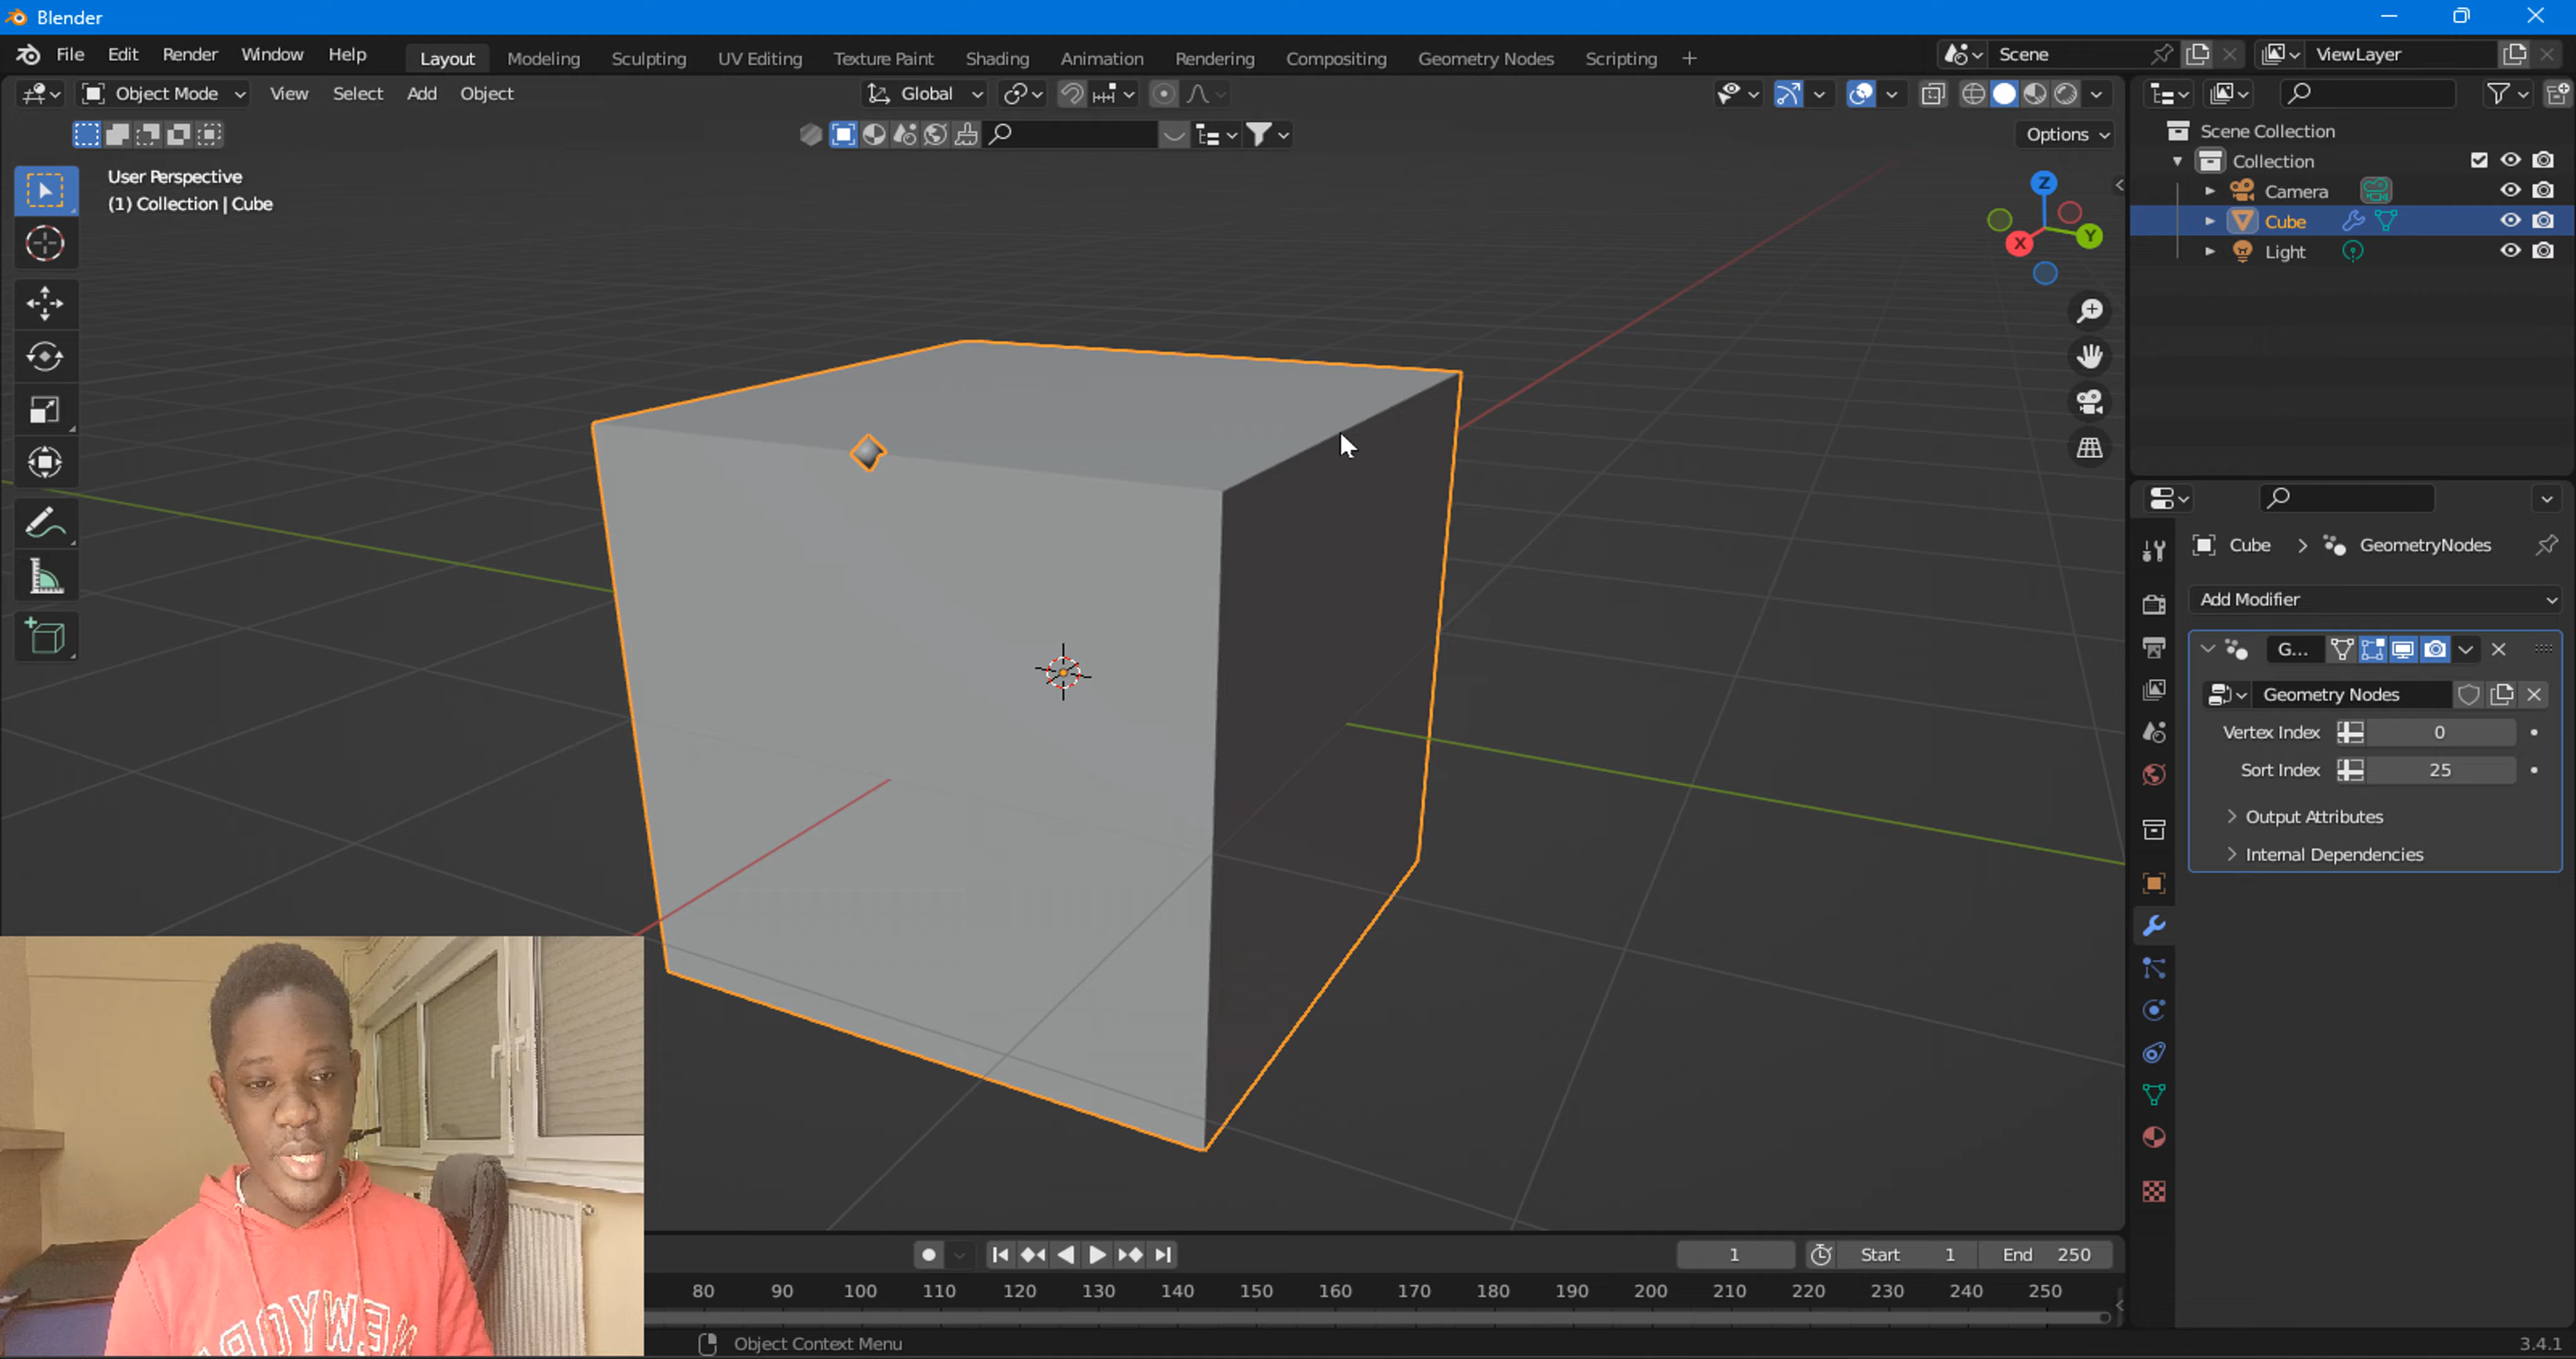 Blender
File Edit Render Window Help Layout Modeling Sculpting UV Editing Texture Paint Shading Animation Rendering Compositing Geometry Nodes Scripting + Scene ViewLayer
Object Mode View Select Add Object Global
Options
User Perspective
(1) Collection | Cube
Z
Y
X
Scene Collection
Collection
Camera
Cube
Light
Cube > GeometryNodes
Add Modifier
G...
Geometry Nodes
Vertex Index 0
Sort Index 25
Output Attributes
Internal Dependencies
1 Start 1 End 250
80 90 100 110 120 130 140 150 160 170 180 190 200 210 220 230 240 250
Object Context Menu
3.4.1